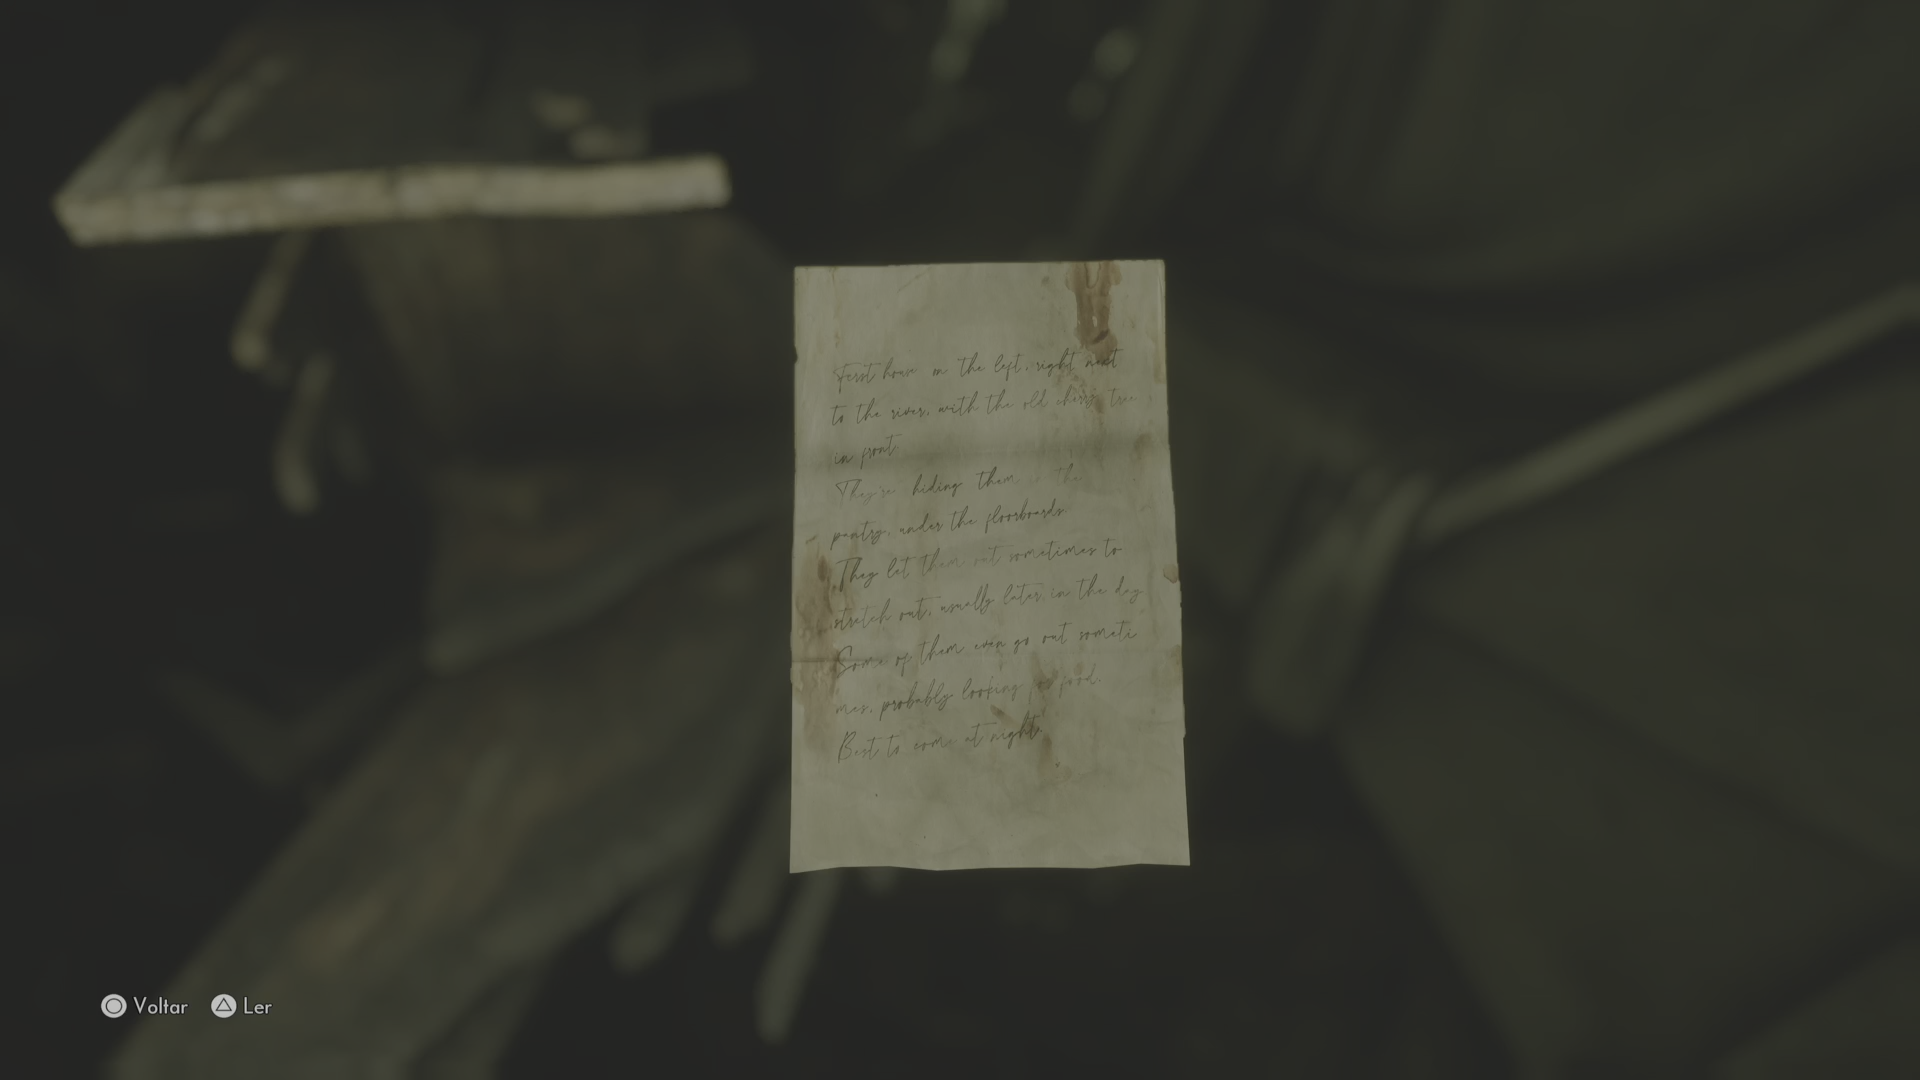 First house on the left, right next
to the river, with the old cherry tree
in front.
They're hiding them in the
pantry, under the floorboards.
They let them out sometimes to
stretch out, usually later in the day
Some of them even go out someti
mes, probably looking for food.
Best to come at night.
Voltar Ler